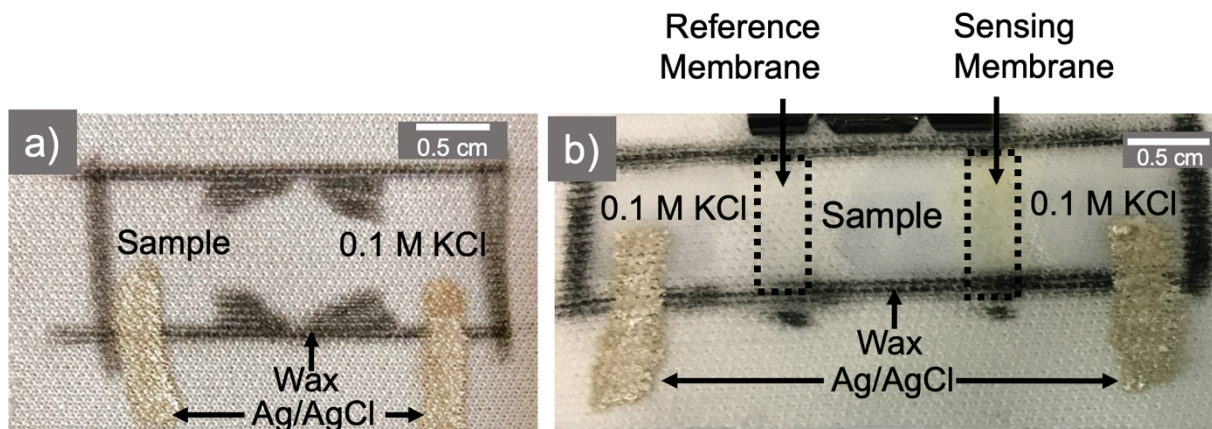 a)
0.5 cm
Sample
0.1 M KCl
Wax
Ag/AgCl
Reference
Membrane
Sensing
Membrane
b)
0.5 cm
0.1 M KCl
Sample
0.1 M KCl
Wax
Ag/AgCl